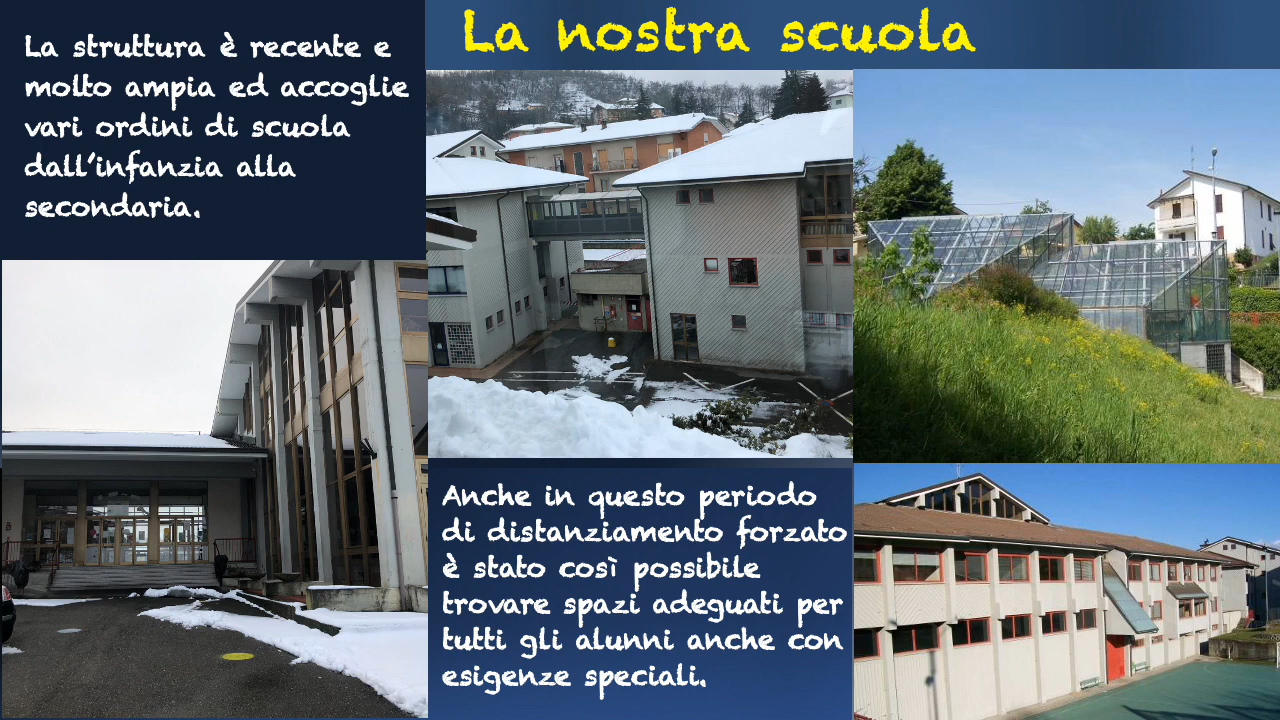 La nostra scuola
La struttura è recente e
molto ampia ed accoglie
vari ordini di scuola
dall'infanzia alla
secondaria.
Anche in questo periodo
di distanziamento forzato
è stato così possibile
trovare spazi adeguati per
tutti gli alunni anche con
esigenze speciali.